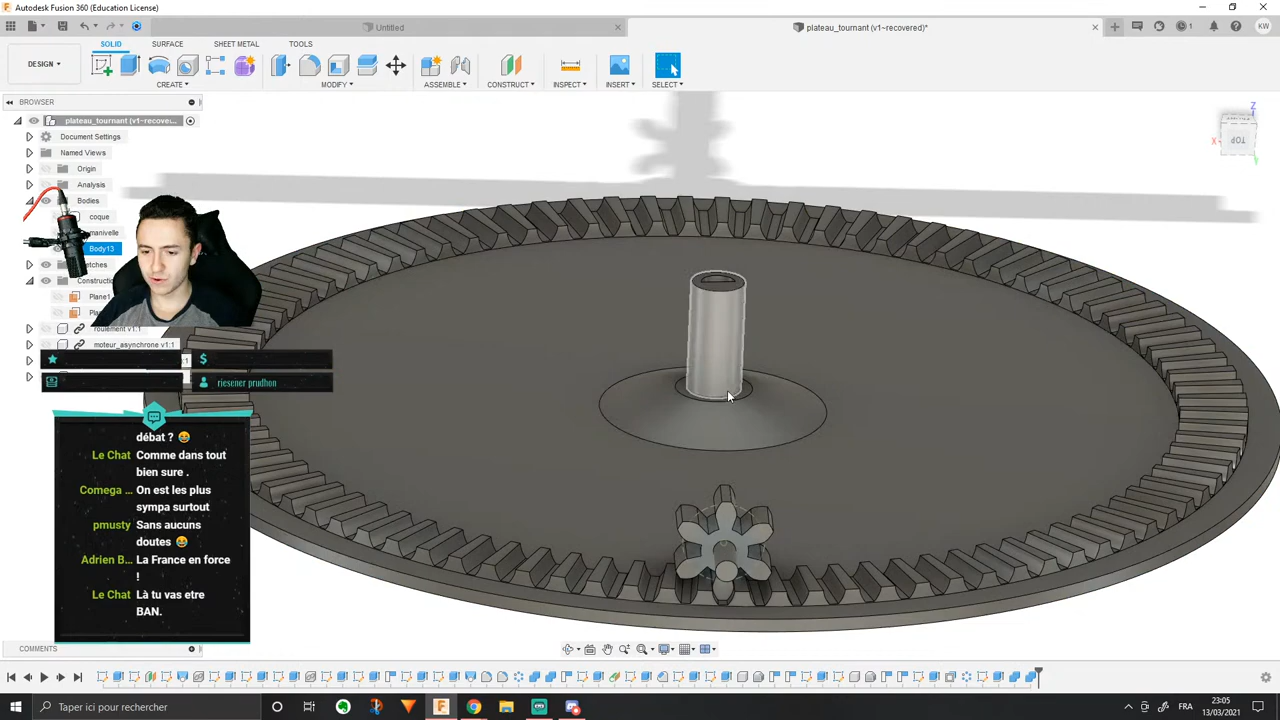 Autodesk Fusion 360 (Education License)
Untitled
plateau_tournant (v1~recovered)*
1
KW
SOLID
SURFACE
SHEET METAL
TOOLS
DESIGN
CREATE
MODIFY
ASSEMBLE
CONSTRUCT
INSPECT
INSERT
SELECT
BROWSER
plateau_tournant (v1~recove...
Document Settings
Named Views
Origin
Analysis
Bodies
coque
manivelle
Body13
Constructi
Plane1
roulement v1:1
moteur_asynchrone v1:1
riesener prudhon
débat ? 😂
Le Chat Comme dans tout
bien sure .
Comega ... On est les plus
sympa surtout
pmusty Sans aucuns
doutes 😂
Adrien B... La France en force
!
Le Chat Là tu vas etre
BAN.
Z
X
Y
TOP
COMMENTS
Taper ici pour rechercher
FRA
23:05
13/03/2021